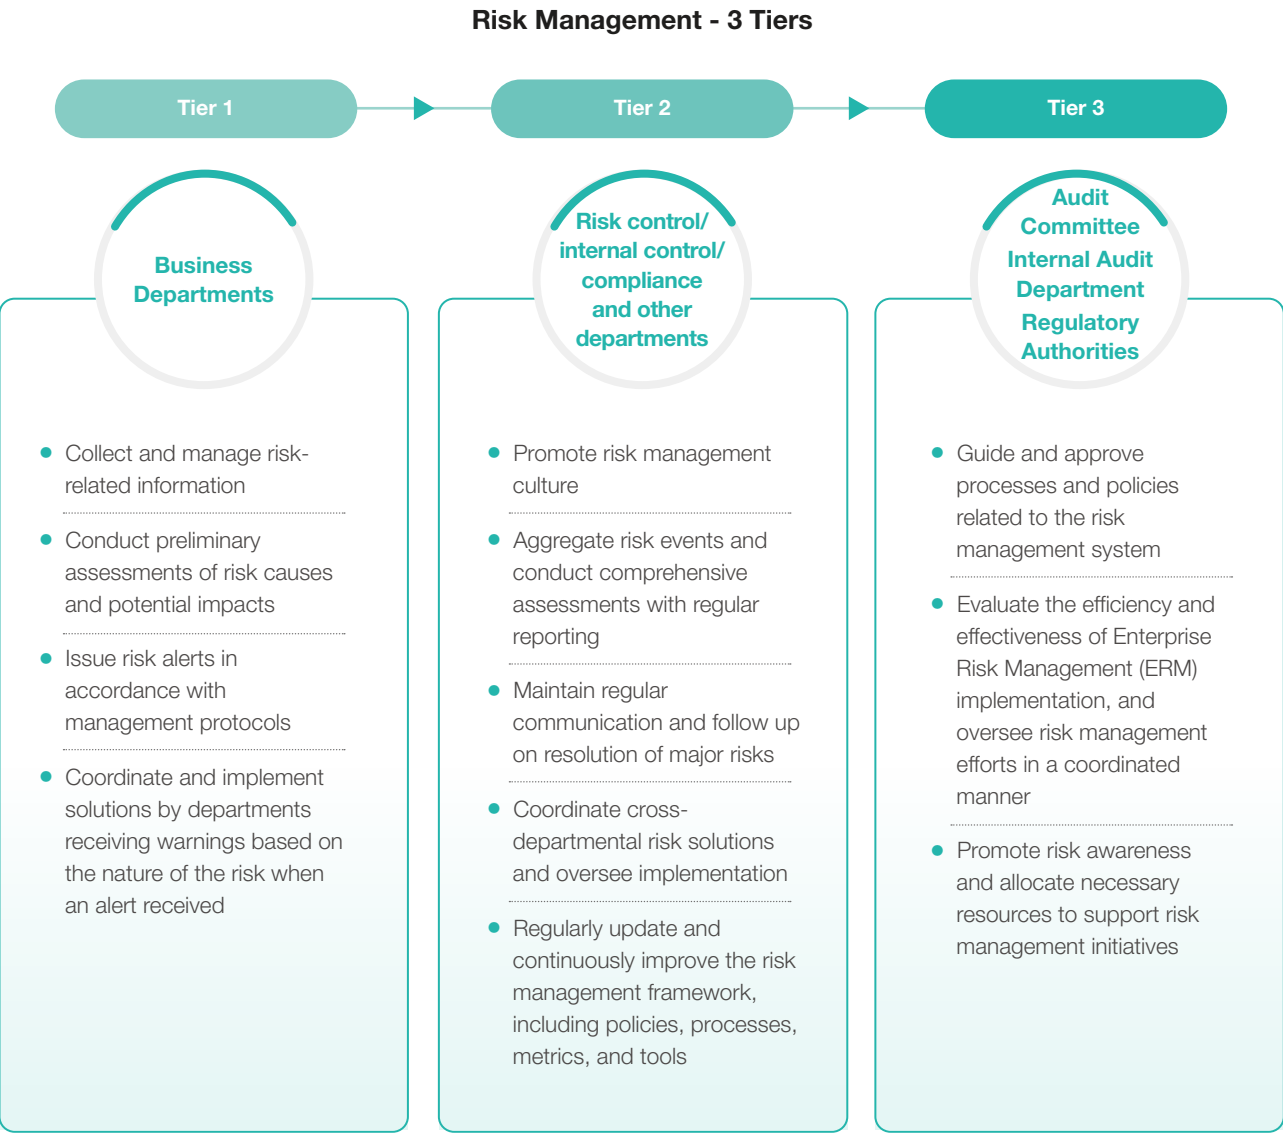 Risk Management - 3 Tiers
Tier 1
Tier 2
Tier 3
Business
Departments
Collect and manage risk-
related information
Conduct preliminary
assessments of risk causes
and potential impacts
Issue risk alerts in
accordance with
management protocols
Coordinate and implement
solutions by departments
receiving warnings based on
the nature of the risk when
an alert received
Risk control/
internal control/
compliance
and other
departments
Promote risk management
culture
Aggregate risk events and
conduct comprehensive
assessments with regular
reporting
Maintain regular
communication and follow up
on resolution of major risks
Coordinate cross-
departmental risk solutions
and oversee implementation
Regularly update and
continuously improve the risk
management framework,
including policies, processes,
metrics, and tools
Audit
Committee
Internal Audit
Department
Regulatory
Authorities
Guide and approve
processes and policies
related to the risk
management system
Evaluate the efficiency and
effectiveness of Enterprise
Risk Management (ERM)
implementation, and
oversee risk management
efforts in a coordinated
manner
Promote risk awareness
and allocate necessary
resources to support risk
management initiatives